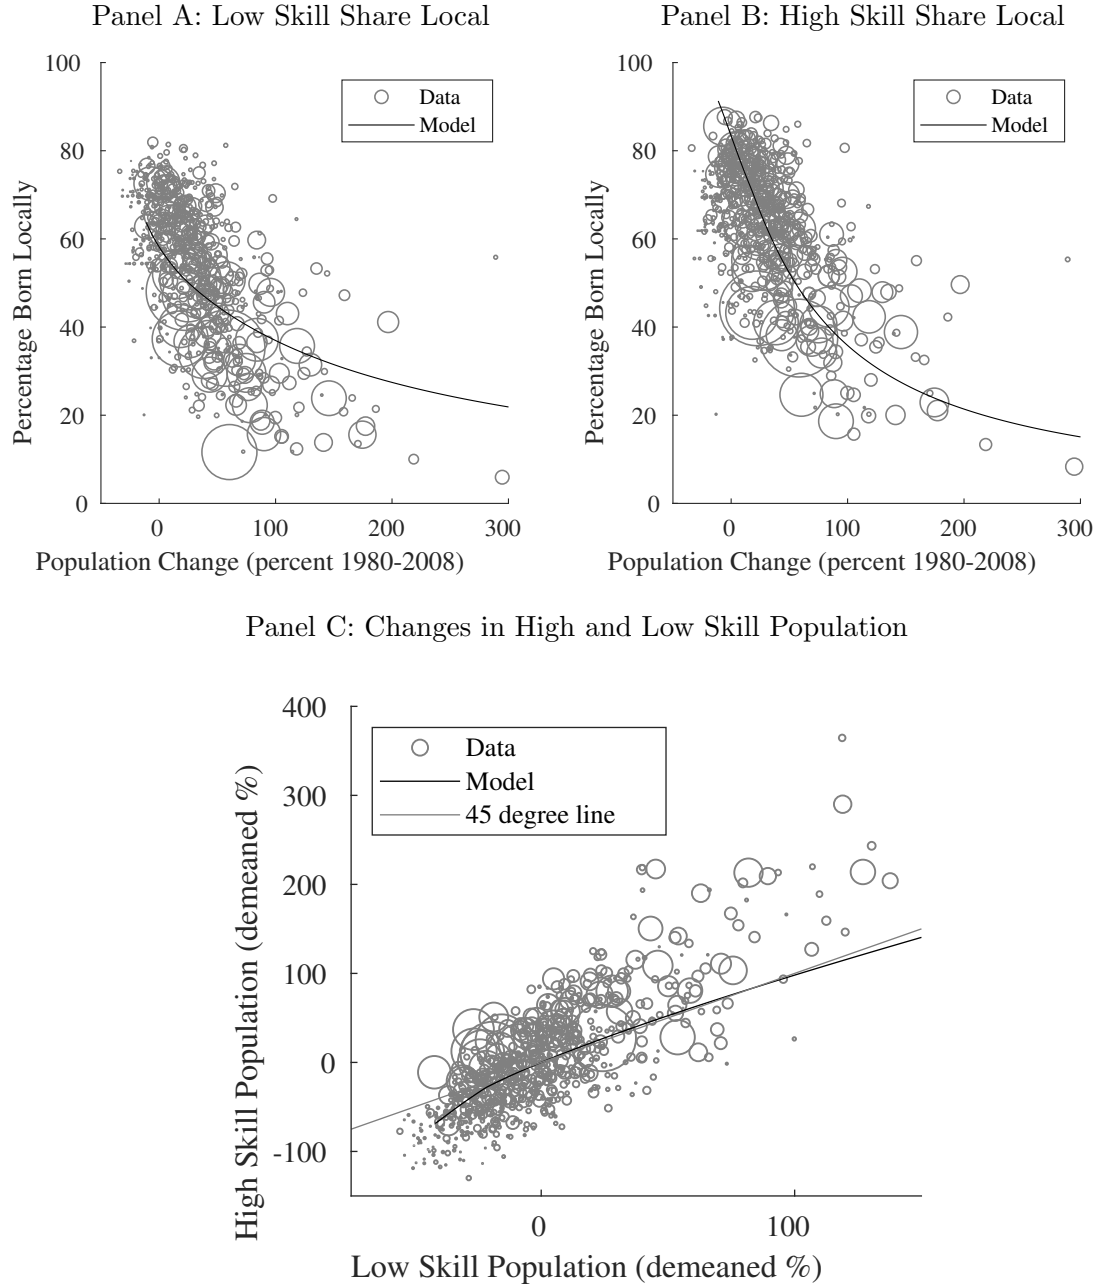 Panel A: Low Skill Share Local
Percentage Born Locally
100
80
60
40
20
0
Data
Model
0 100 200 300
Population Change (percent 1980-2008)
Panel B: High Skill Share Local
Percentage Born Locally
100
80
60
40
20
0
Data
Model
0 100 200 300
Population Change (percent 1980-2008)
Panel C: Changes in High and Low Skill Population
High Skill Population (demeaned %)
400
300
200
100
0
-100
Data
Model
45 degree line
0 100
Low Skill Population (demeaned %)